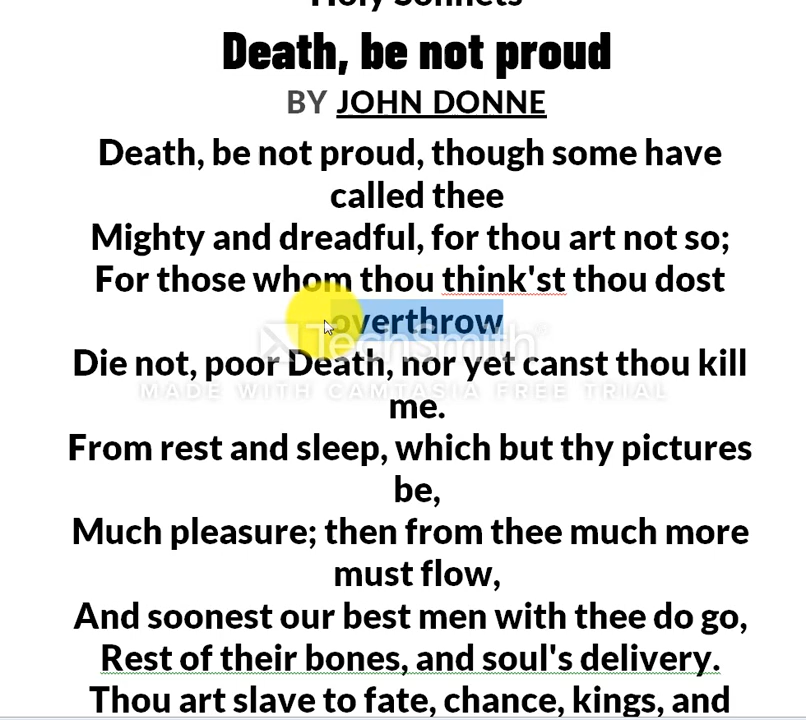 Holy Sonnets
Death, be not proud
BY JOHN DONNE
Death, be not proud, though some have
called thee
Mighty and dreadful, for thou art not so;
For those whom thou think'st thou dost
overthrow
TechSmith®
Die not, poor Death, nor yet canst thou kill
MADE WITH CAMTASIA FREE TRIAL
me.
From rest and sleep, which but thy pictures
be,
Much pleasure; then from thee much more
must flow,
And soonest our best men with thee do go,
Rest of their bones, and soul's delivery.
Thou art slave to fate, chance, kings, and